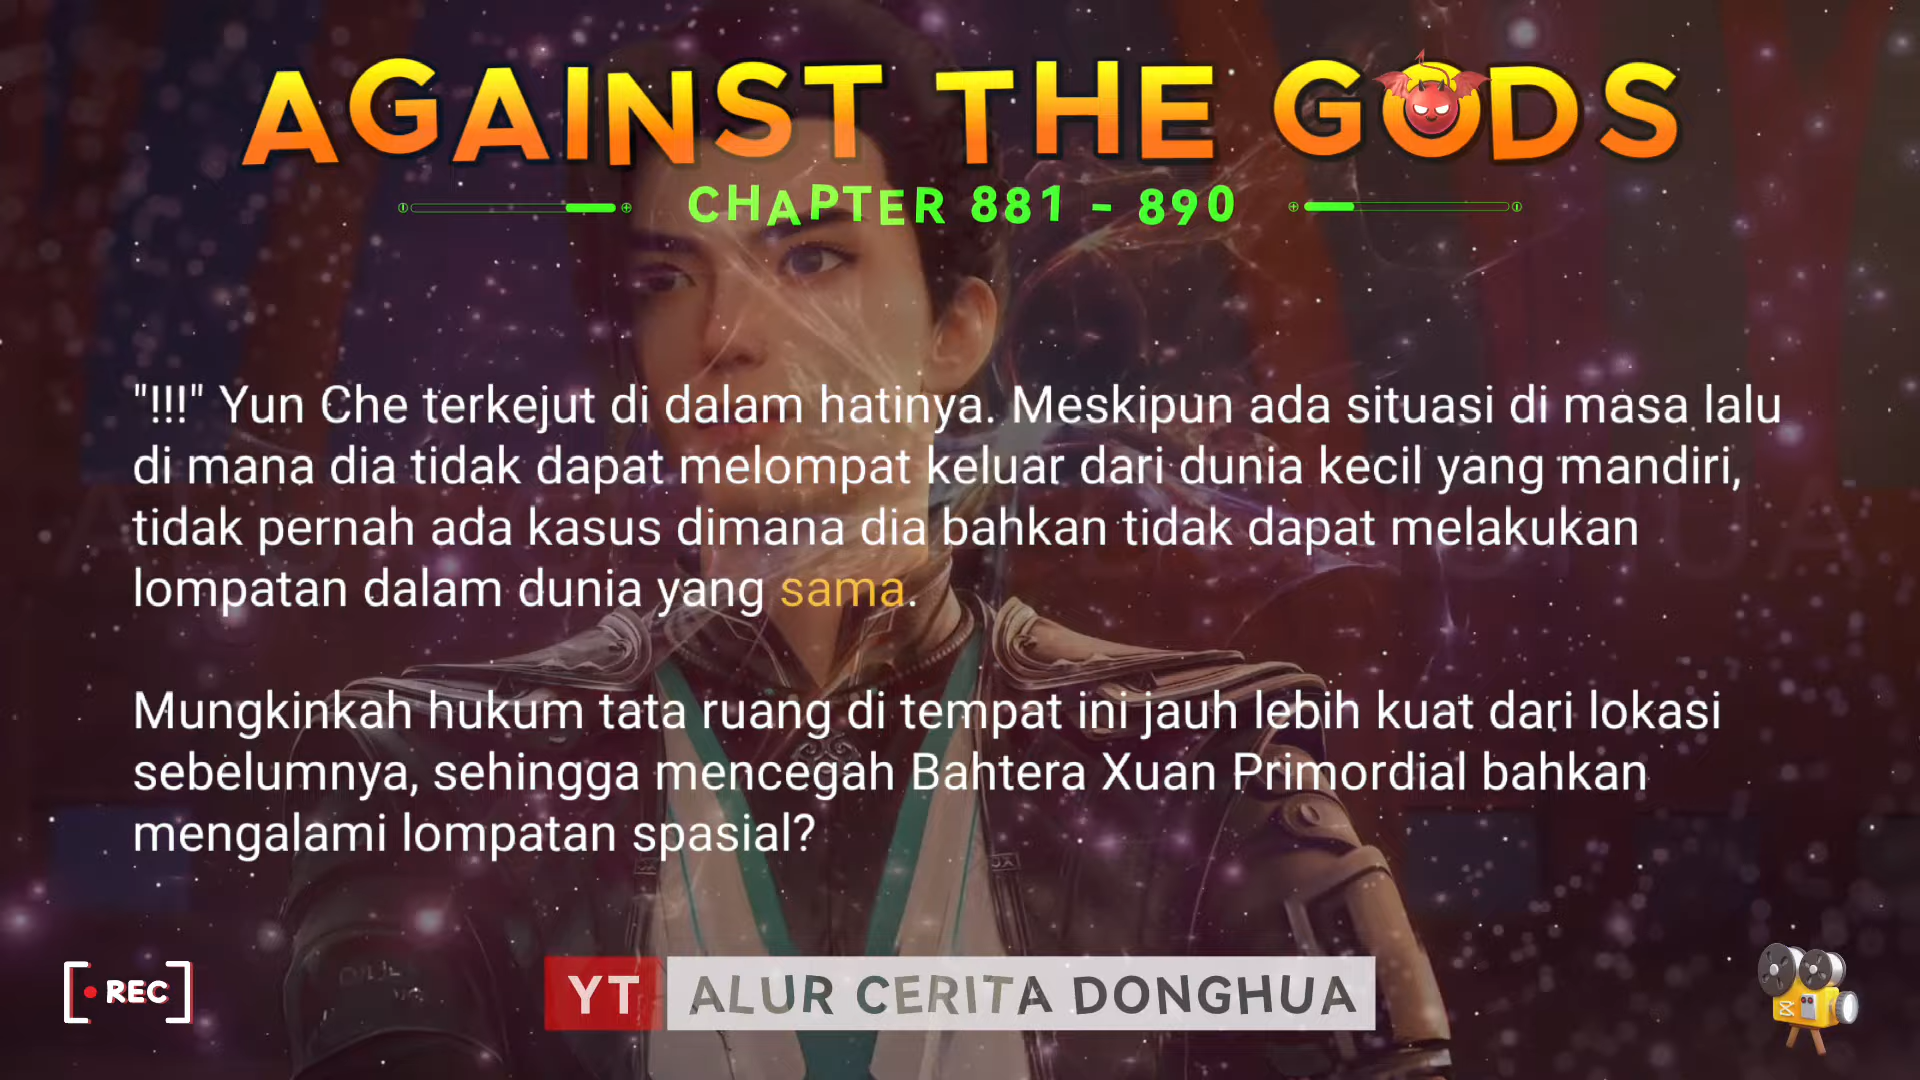 AGAINST THE GODS
CHAPTER 881 - 890
"!!!" Yun Che terkejut di dalam hatinya. Meskipun ada situasi di masa lalu
di mana dia tidak dapat melompat keluar dari dunia kecil yang mandiri,
tidak pernah ada kasus dimana dia bahkan tidak dapat melakukan
lompatan dalam dunia yang sama.
Mungkinkah hukum tata ruang di tempat ini jauh lebih kuat dari lokasi
sebelumnya, sehingga mencegah Bahtera Xuan Primordial bahkan
mengalami lompatan spasial?
REC
YT ALUR CERITA DONGHUA